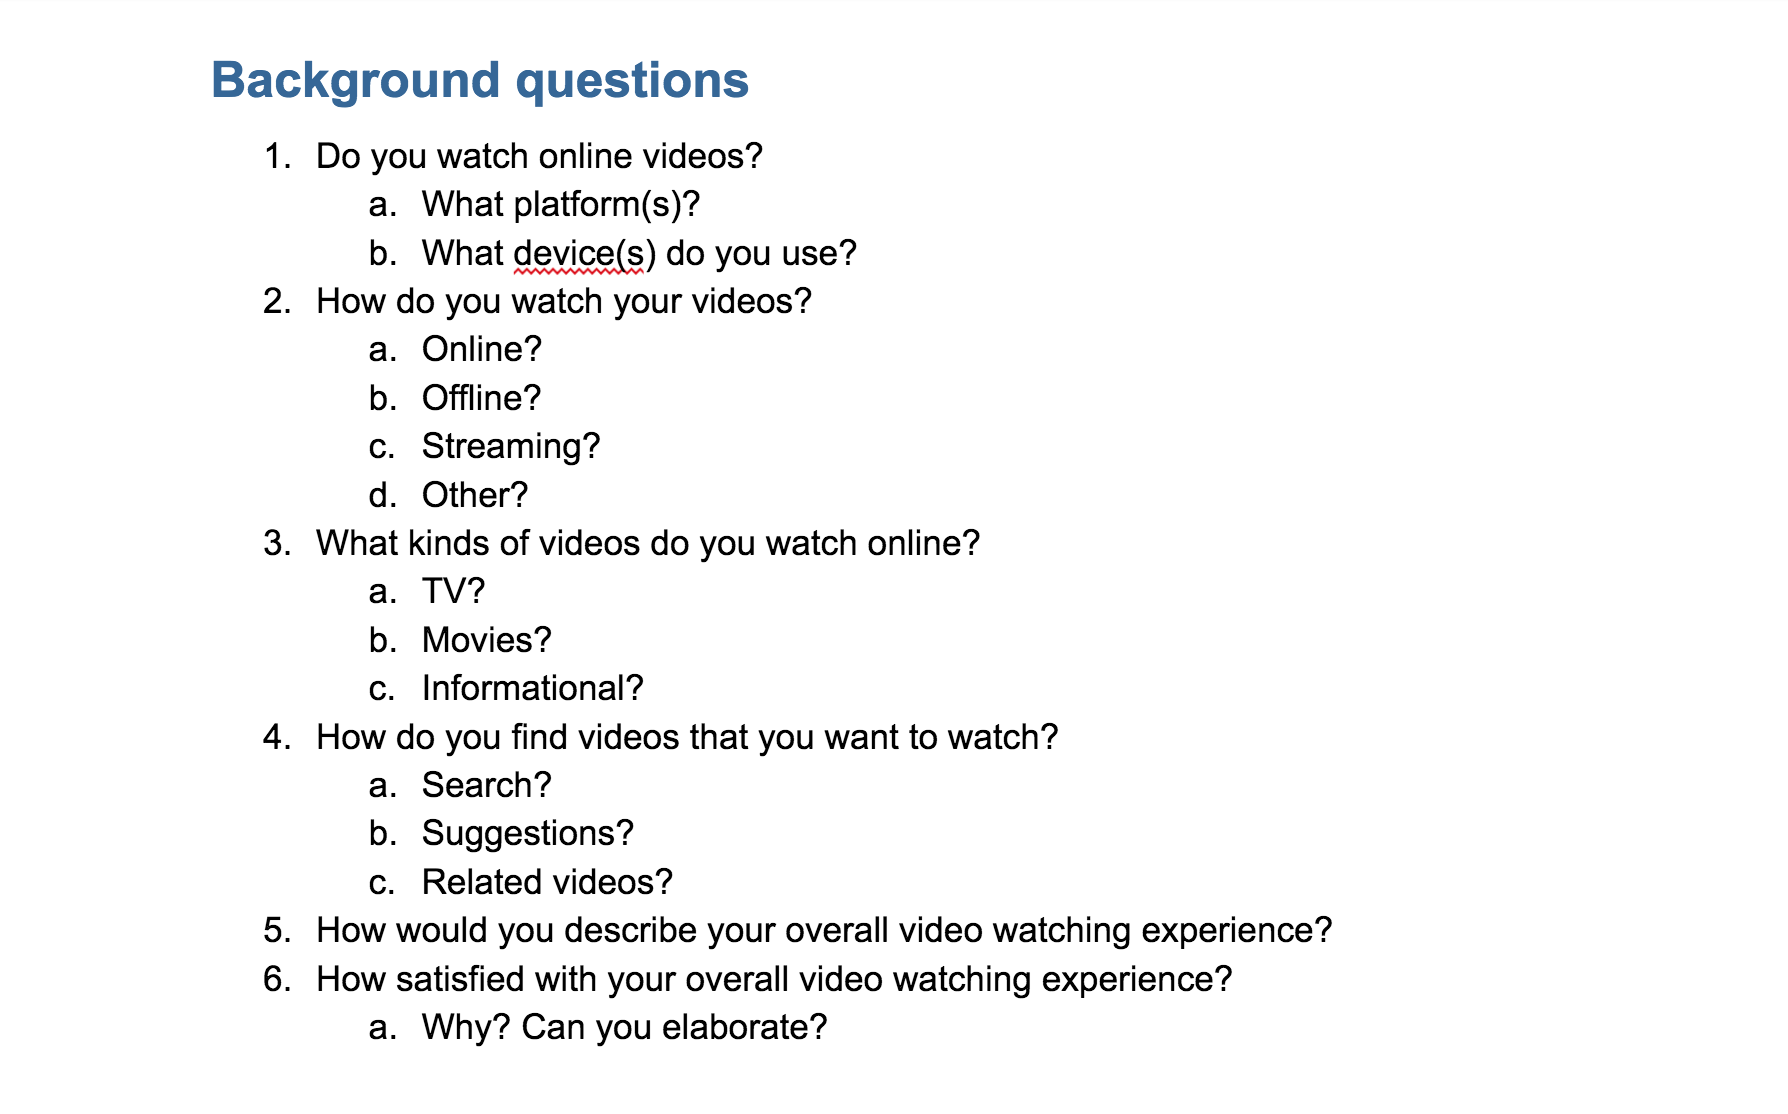 Background questions
1. Do you watch online videos?
a. What platform(s)?
b. What device(s) do you use?
2. How do you watch your videos?
a. Online?
b. Offline?
c. Streaming?
d. Other?
3. What kinds of videos do you watch online?
a. TV?
b. Movies?
c. Informational?
4. How do you find videos that you want to watch?
a. Search?
b. Suggestions?
c. Related videos?
5. How would you describe your overall video watching experience?
6. How satisfied with your overall video watching experience?
a. Why? Can you elaborate?